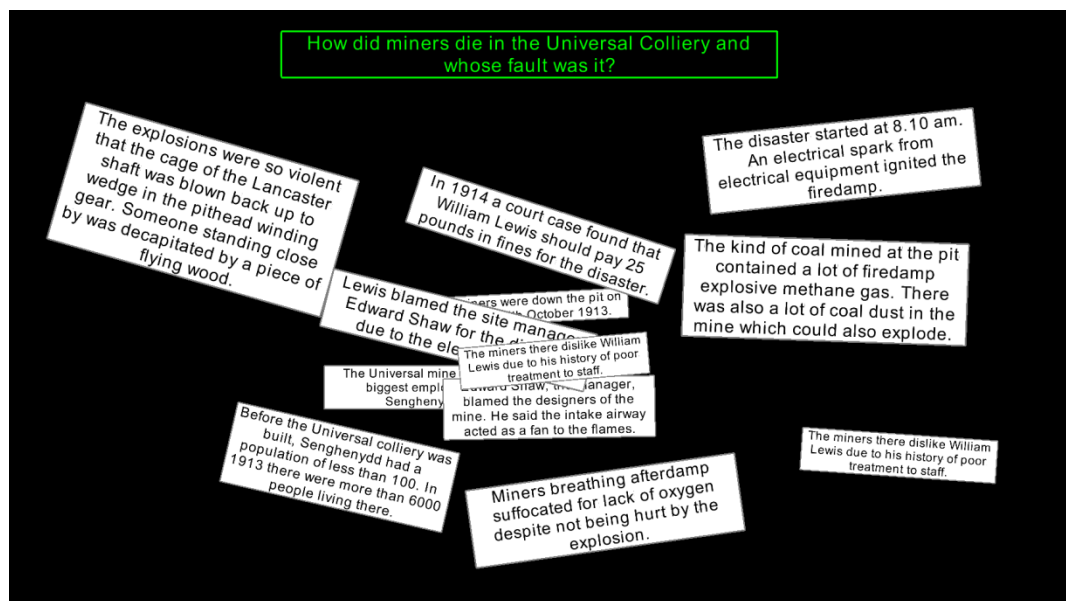 How did miners die in the Universal Colliery and
whose fault was it?
The explosions were so violent
that the cage of the Lancaster
shaft was blown back up to
wedge in the pithead winding
gear. Someone standing close
by was decapitated by a piece of
flying wood.
In 1914 a court case found that
William Lewis should pay 25
pounds in fines for the disaster.
The disaster started at 8.10 am.
An electrical spark from
electrical equipment ignited the
firedamp.
The kind of coal mined at the pit
contained a lot of firedamp
explosive methane gas. There
was also a lot of coal dust in the
mine which could also explode.
were down the pit on
October 1913.
Lewis blamed the site
Edward Shaw for the
due to the
The miners there dislike William
Lewis due to his history of poor
treatment to staff.
The Universal mine
biggest
Edward Shaw, manager,
blamed the designers of the
mine. He said the intake airway
acted as a fan to the flames.
Before the Universal colliery was
built, Senghenydd had a
population of less than 100. In
1913 there were more than 6000
people living there.
Miners breathing afterdamp
suffocated for lack of oxygen
despite not being hurt by the
explosion.
The miners there dislike William
Lewis due to his history of poor
treatment to staff.